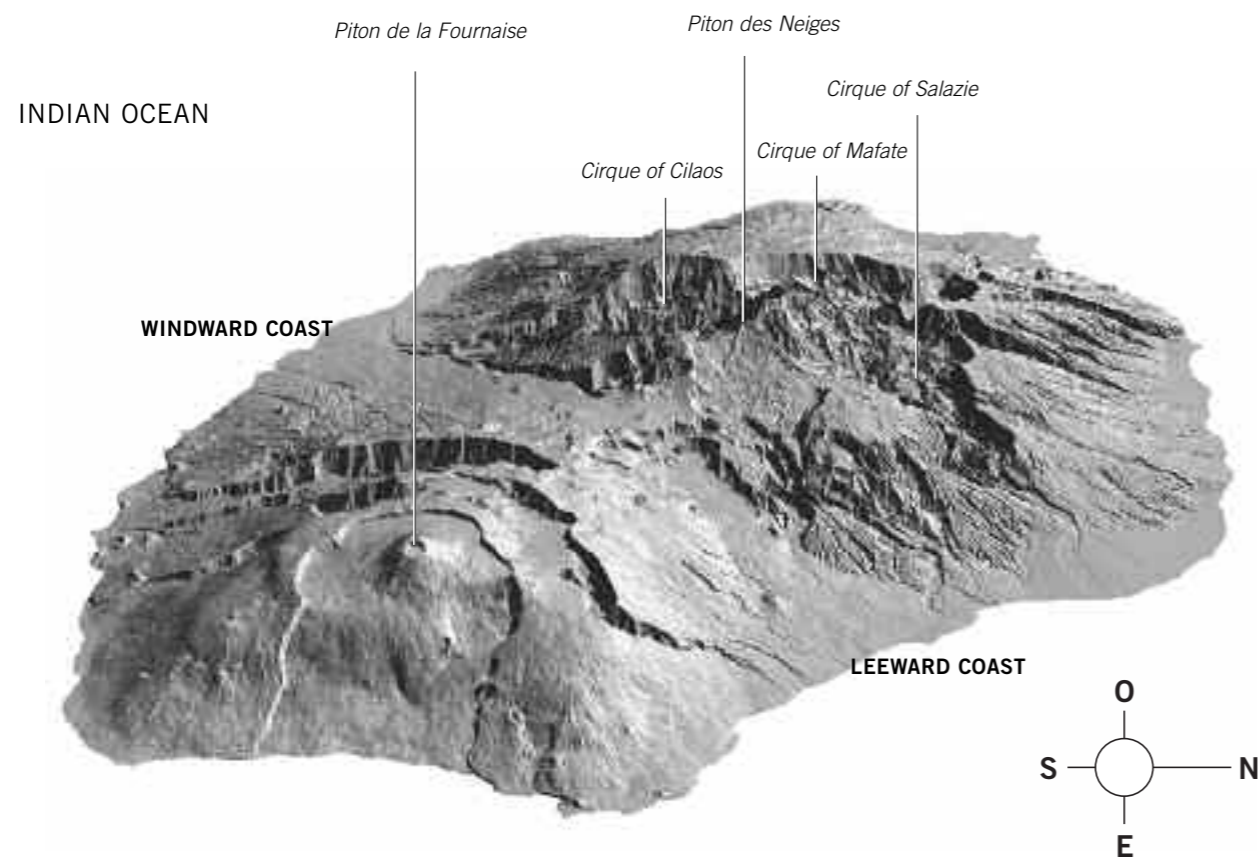 Piton de la Fournaise
Piton des Neiges
INDIAN OCEAN
Cirque of Salazie
Cirque of Mafate
Cirque of Cilaos
WINDWARD COAST
LEEWARD COAST
O
S
N
E